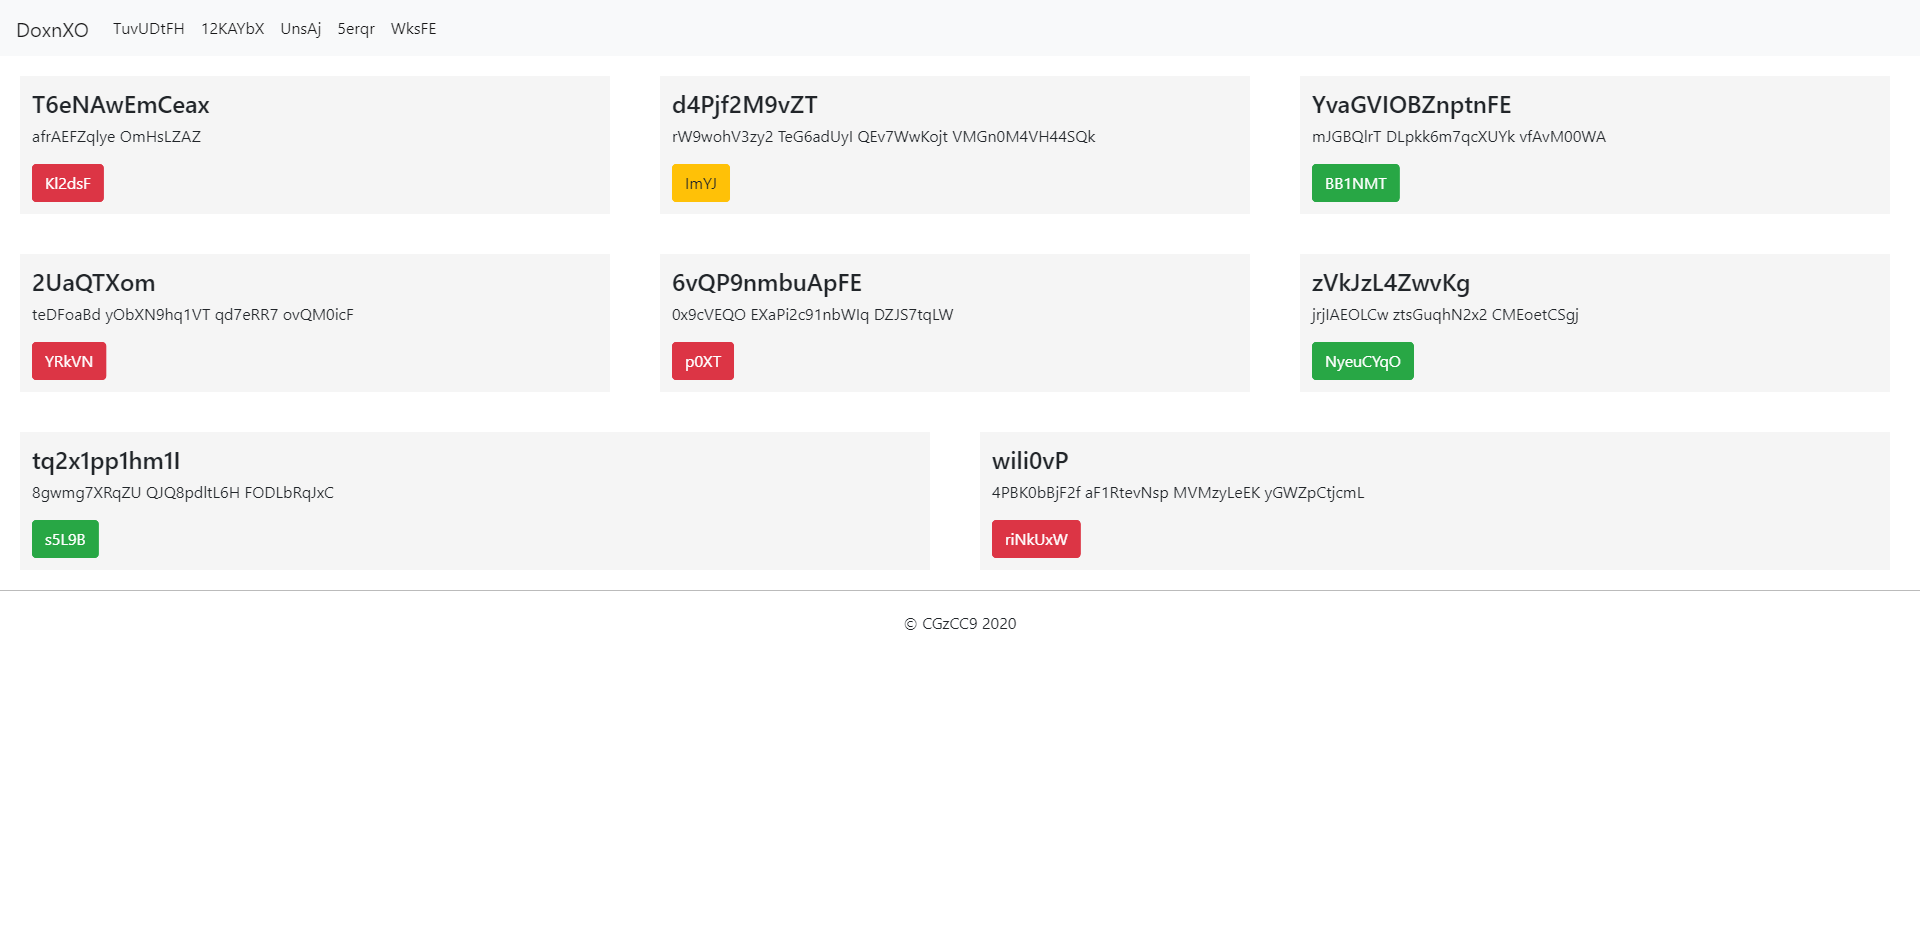 DoxnXO TuvUDtFH 12KAYbX UnsAj 5erqr WksFE
T6eNAwEmCeax
afrAEFZqlye OmHsLZAZ
Kl2dsF
d4Pjf2M9vZT
rW9wohV3zy2 TeG6adUyI QEv7WwKojt VMGn0M4VH44SQk
ImYJ
YvaGVIOBZnptnFE
mJGBQlrT DLpkk6m7qcXUYk vfAvM00WA
BB1NMT
2UaQTXom
teDFoaBd yObXN9hq1VT qd7eRR7 ovQM0icF
YRkVN
6vQP9nmbuApFE
0x9cVEQO EXaPi2c91nbWIq DZJS7tqLW
p0XT
zVkJzL4ZwvKg
jrjIAEOLCw ztsGuqhN2x2 CMEoetCSgj
NyeuCYqO
tq2x1pp1hm1I
8gwmg7XRqZU QJQ8pdltL6H FODLbRqJxC
s5L9B
wili0vP
4PBK0bBjF2f aF1RtevNsp MVMzyLeEK yGWZpCtjcmL
riNkUxW
© CGzCC9 2020